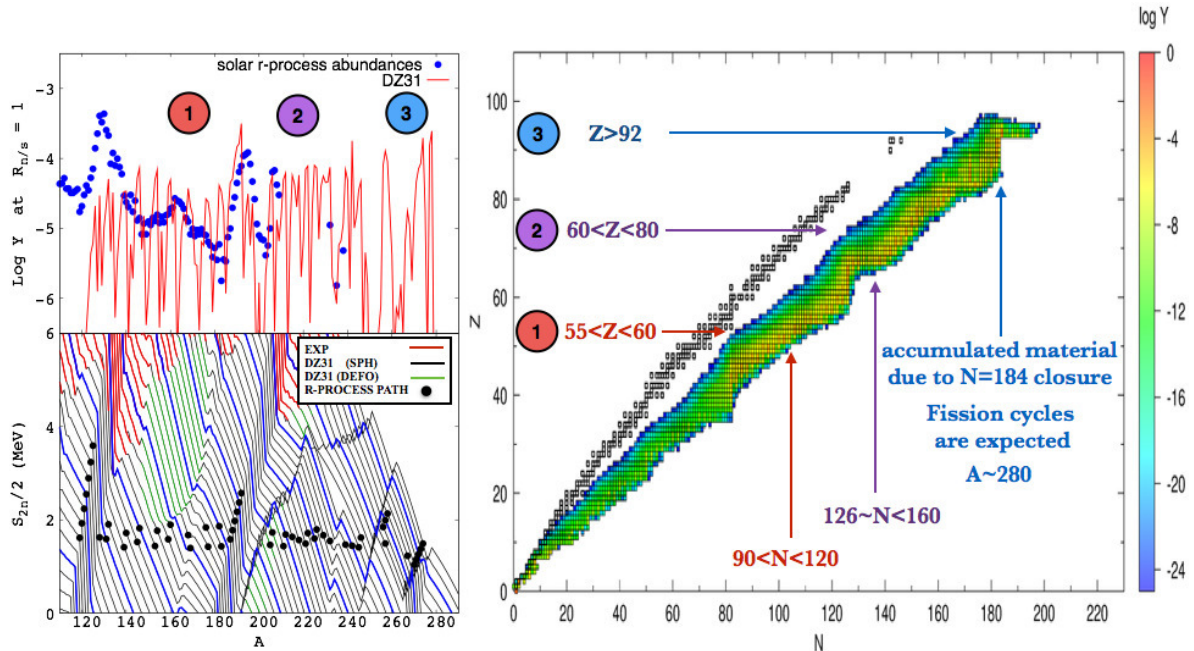 solar r-process abundances
DZ31
1
2
3
Log Y at R_n/s = 1
-3
-4
-5
-6
6
4
2
0
S_2n/2 (MeV)
EXP
DZ31 (SPH)
DZ31 (DEFO)
R-PROCESS PATH
120 140 160 180 200 220 240 260 280
A
log Y
0
-4
-8
-12
-16
-20
-24
100
80
60
40
20
0
Z
3 Z>92
2 60<Z<80
1 55<Z<60
accumulated material
due to N=184 closure
Fission cycles
are expected
A~280
126~N<160
90<N<120
0 20 40 60 80 100 120 140 160 180 200 220
N